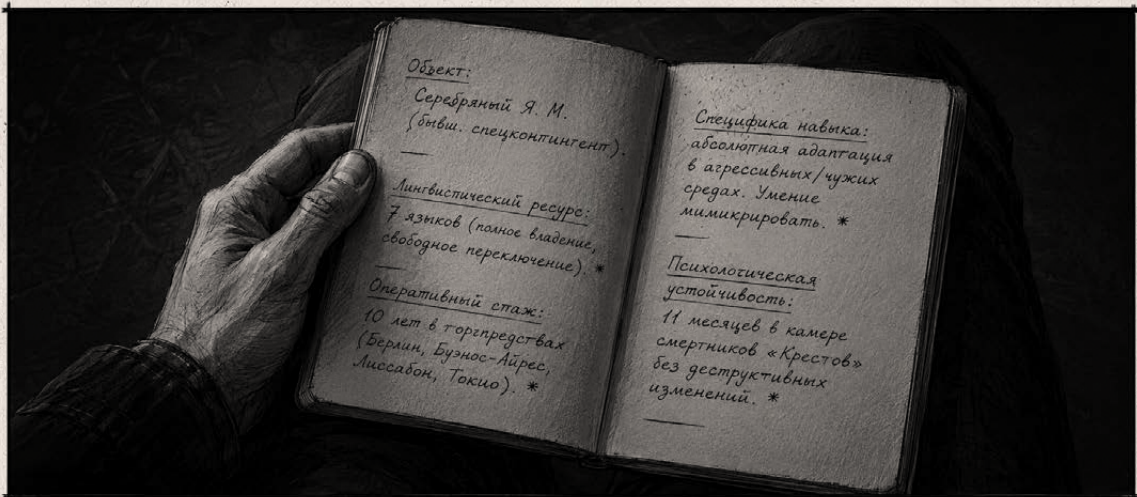 Объект:
Серебряный Я. М.
(бывш. спецконтингент).
Лингвистический ресурс:
7 языков (полное владение,
свободное переключение). *
Оперативный стаж:
10 лет в торгпредствах
(Берлин, Буэнос-Айрес,
Лиссабон, Токио). *
Специфика навыка:
абсолютная адаптация
в агрессивных/чужих
средах. Умение
мимикрировать. *
Психологическая
устойчивость:
11 месяцев в камере
смертников «Крестов»
без деструктивных
изменений. *